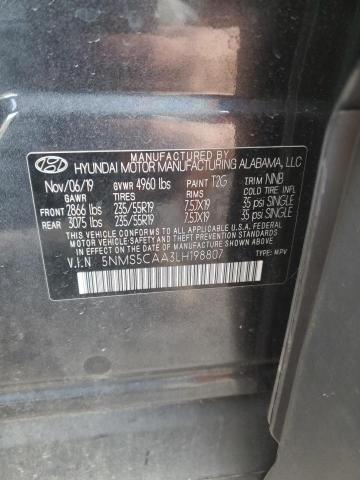 MANUFACTURED BY
HYUNDAI MOTOR MANUFACTURING ALABAMA, LLC
Nov/06/19 GVWR 4960 lbs PAINT T2G TRIM NNB
TIRES RIMS COLD TIRE INFL
FRONT 2866 lbs 235/55R19 7.5JX19 35 psi SINGLE
REAR 3075 lbs 235/55R19 7.5JX19 35 psi SINGLE
THIS VEHICLE CONFORMS TO ALL APPLICABLE U.S.A. FEDERAL
MOTOR VEHICLE SAFETY, BUMPER, AND THEFT PREVENTION
STANDARDS IN EFFECT ON THE DATE OF MANUFACTURE SHOWN ABOVE.
V.I.N 5NMS5CAA3LH198807 TYPE: MPV